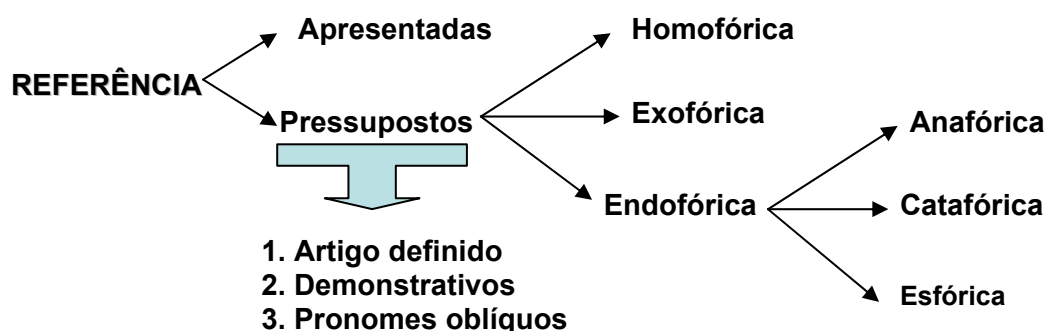 Apresentadas
Homofórica
REFERÊNCIA
Pressupostos
Exofórica
Anafórica
Endofórica
Catafórica
Esfórica
1. Artigo definido
2. Demonstrativos
3. Pronomes oblíquos